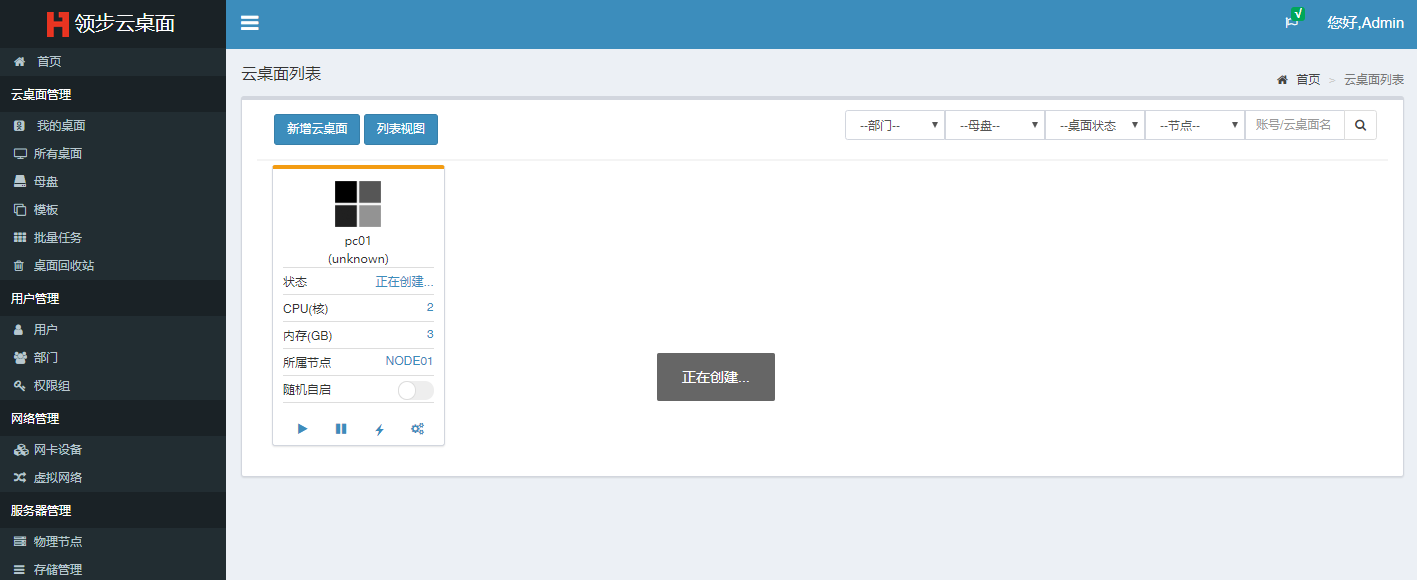 领步云桌面
您好,Admin
首页
云桌面管理
我的桌面
所有桌面
母盘
模板
批量任务
桌面回收站
用户管理
用户
部门
权限组
网络管理
网卡设备
虚拟网络
服务器管理
物理节点
存储管理
云桌面列表
首页 > 云桌面列表
新增云桌面 列表视图 --部门-- --母盘-- --桌面状态 --节点-- 账号/云桌面名
pc01
(unknown)
状态 正在创建...
CPU(核) 2
内存(GB) 3
所属节点 NODE01
随机自启
正在创建...